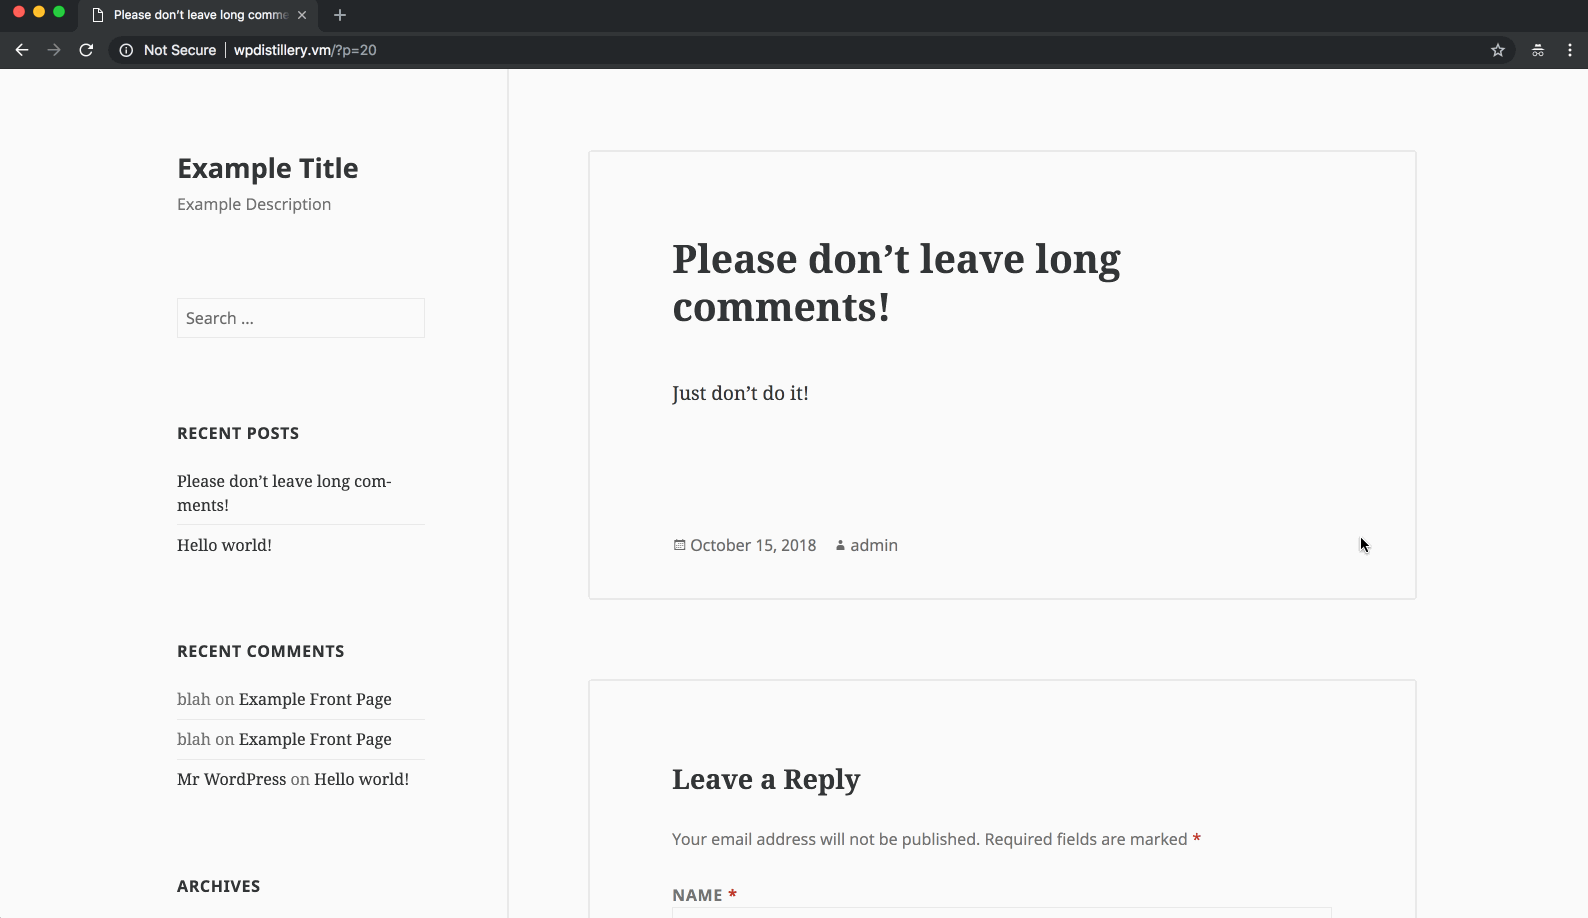 Please don’t leave long comme
Not Secure
wpdistillery.vm/?p=20
Example Title
Example Description
Search …
RECENT POSTS
Please don’t leave long com-
ments!
Hello world!
RECENT COMMENTS
blah on Example Front Page
blah on Example Front Page
Mr WordPress on Hello world!
ARCHIVES
Please don’t leave long
comments!
Just don’t do it!
October 15, 2018 admin
Leave a Reply
Your email address will not be published. Required fields are marked *
NAME *